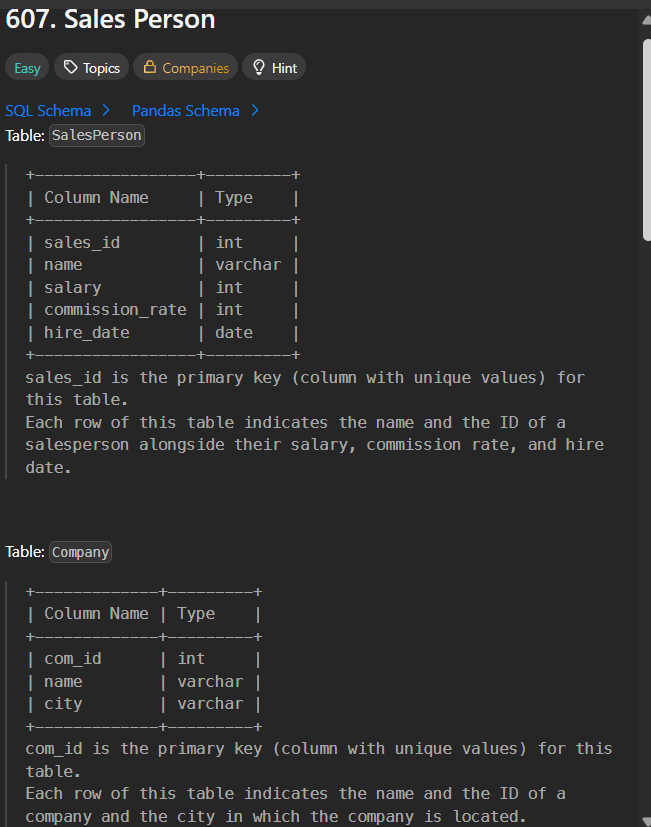 607. Sales Person
Easy Topics Companies Hint
SQL Schema > Pandas Schema >
Table: SalesPerson
+-----------------+---------+
| Column Name     | Type    |
+-----------------+---------+
| sales_id        | int     |
| name            | varchar |
| salary          | int     |
| commission_rate | int     |
| hire_date       | date    |
+-----------------+---------+
sales_id is the primary key (column with unique values) for
this table.
Each row of this table indicates the name and the ID of a
salesperson alongside their salary, commission rate, and hire
date.
Table: Company
+-------------+---------+
| Column Name | Type    |
+-------------+---------+
| com_id      | int     |
| name        | varchar |
| city        | varchar |
+-------------+---------+
com_id is the primary key (column with unique values) for this
table.
Each row of this table indicates the name and the ID of a
company and the city in which the company is located.